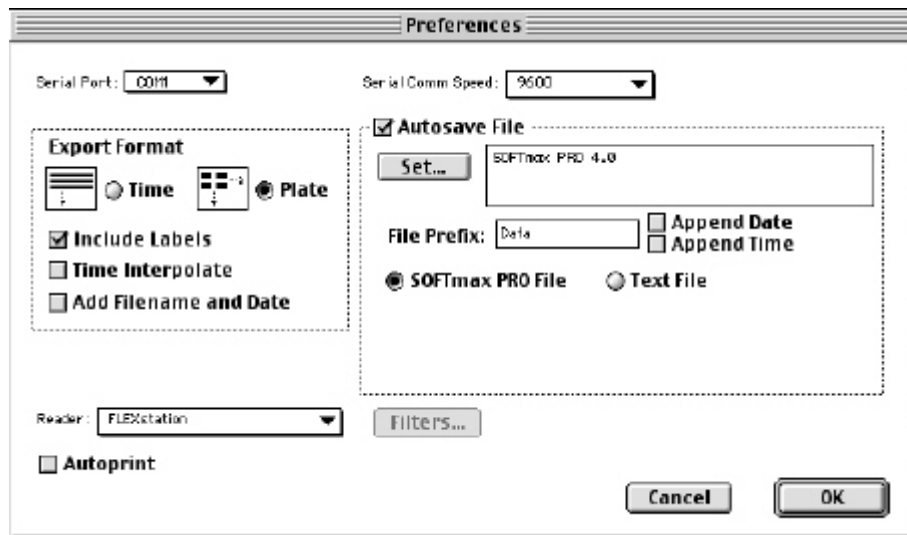 Preferences
Serial Port: COM1
Serial Comm Speed: 9600
Export Format
Time
Plate
Include Labels
Time Interpolate
Add Filename and Date
Autosave File
Set...
SOFTmax PRO 4.0
File Prefix: Data
Append Date
Append Time
SOFTmax PRO File
Text File
Reader: FLEXstation
Filters...
Autoprint
Cancel
OK